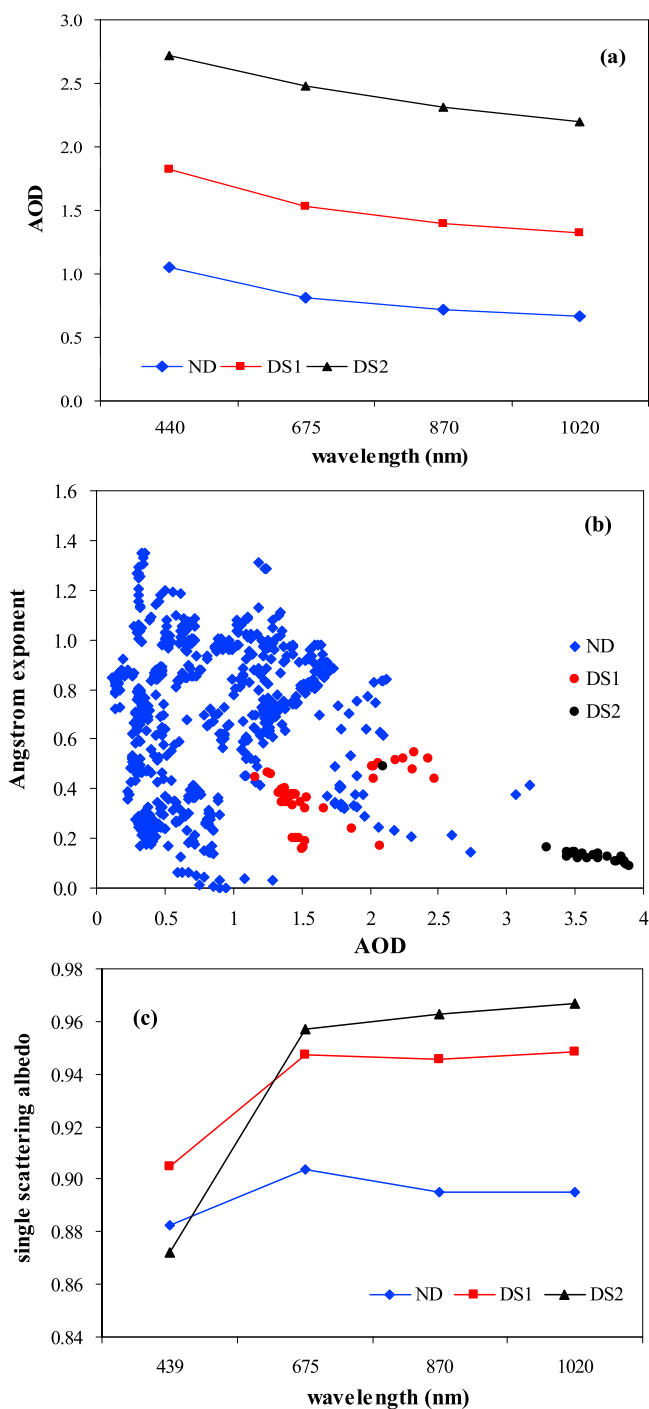 3.0
(a)
2.5
2.0
AOD
1.5
1.0
0.5
ND DS1 DS2
0.0
440 675 870 1020
wavelength (nm)
1.6
(b)
1.4
1.2
Angstrom exponent
1.0
ND
0.8
DS1
0.6
DS2
0.4
0.2
0.0
0 0.5 1 1.5 2 2.5 3 3.5 4
AOD
0.98
(c)
0.96
0.94
single scattering albedo
0.92
0.90
0.88
0.86
ND DS1 DS2
0.84
439 675 870 1020
wavelength (nm)